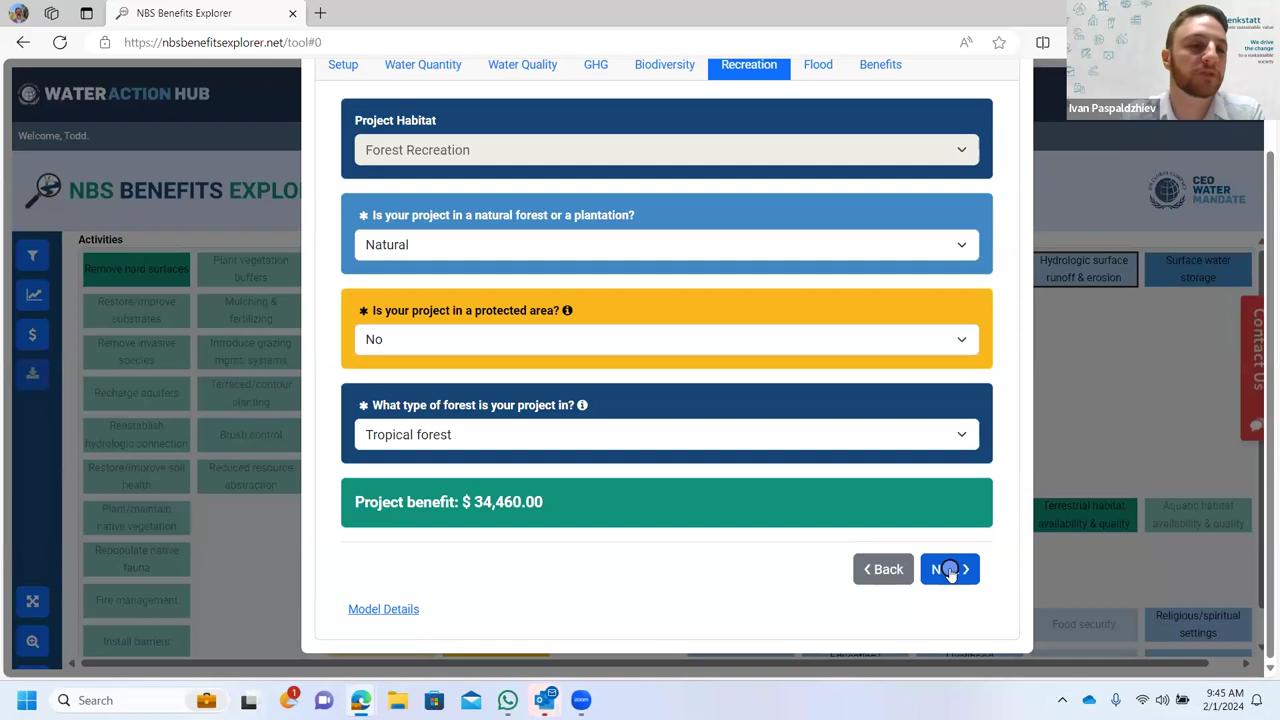 NBS Benefits Explorer
https://nbsbenefitsexplorer.net/tool#0
enkstatt
We drive
the change
to a sustainable
society
Ivan Paspaldzhiev
WATERACTION HUB
Welcome, Todd.
NBS BENEFITS EXPLO
CEO
WATER
MANDATE
Setup
Water Quantity
Water Quality
GHG
Biodiversity
Recreation
Flood
Benefits
Project Habitat
Forest Recreation
✱ Is your project in a natural forest or a plantation?
Natural
✱ Is your project in a protected area?
No
✱ What type of forest is your project in?
Tropical forest
Project benefit: $ 34,460.00
Back
N
Model Details
Activities
Remove hard surfaces
Plant vegetation
buffers
Restore/improve
substrates
Mulching &
fertilizing
Remove invasive
species
Introduce grazing
mgmt. systems
Recharge aquifers
Terraced/contour
planting
Reestablish
hydrologic connection
Brush control
Restore/improve soil
health
Reduced resource
abstraction
Plant/maintain
native vegetation
Repopulate native
fauna
Fire management
Install barriers
Hydrologic surface
runoff & erosion
Surface water
storage
Terrestrial habitat
availability & quality
Aquatic habitat
availability & quality
Food security
Religious/spiritual
settings
Contact Us
Search
1
9:45 AM
2/1/2024